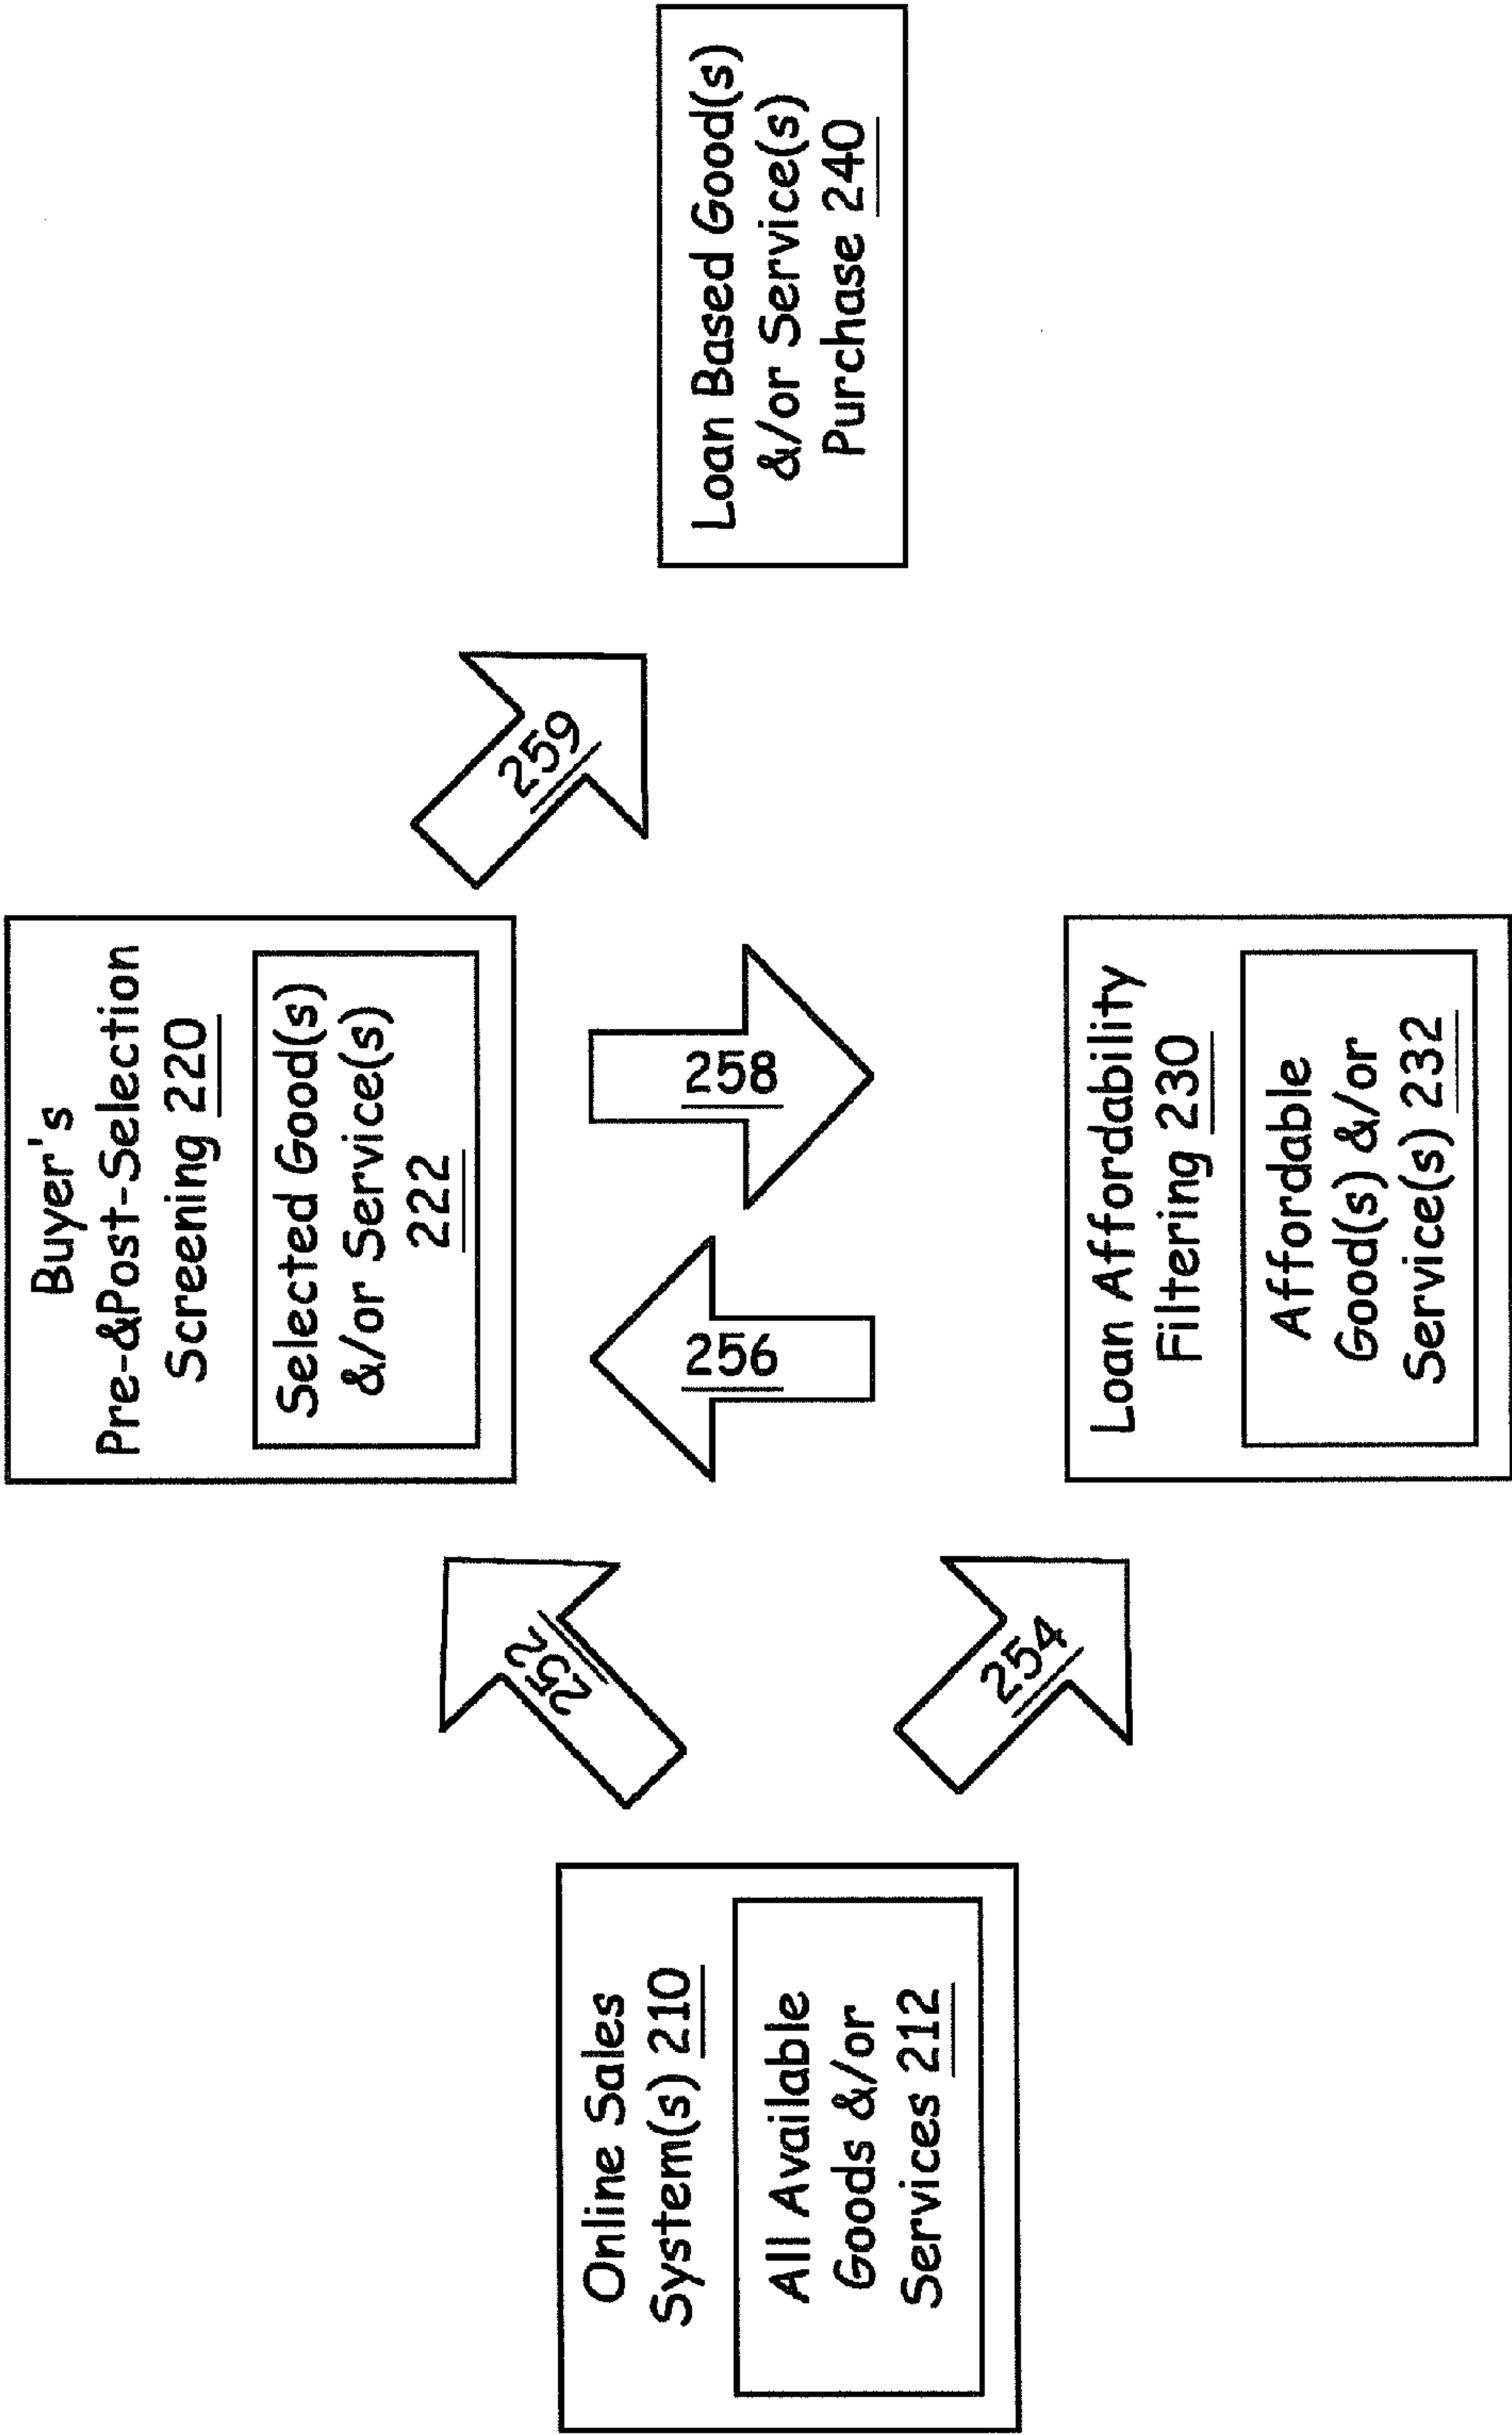 Online Sales
System(s) 210
All Available
Goods &/or
Services 212
252
254
Buyer's
Pre-&Post-Selection
Screening 220
Selected Good(s)
&/or Service(s)
222
256
258
Loan Affordability
Filtering 230
Affordable
Good(s) &/or
Service(s) 232
259
Loan Based Good(s)
&/or Service(s)
Purchase 240